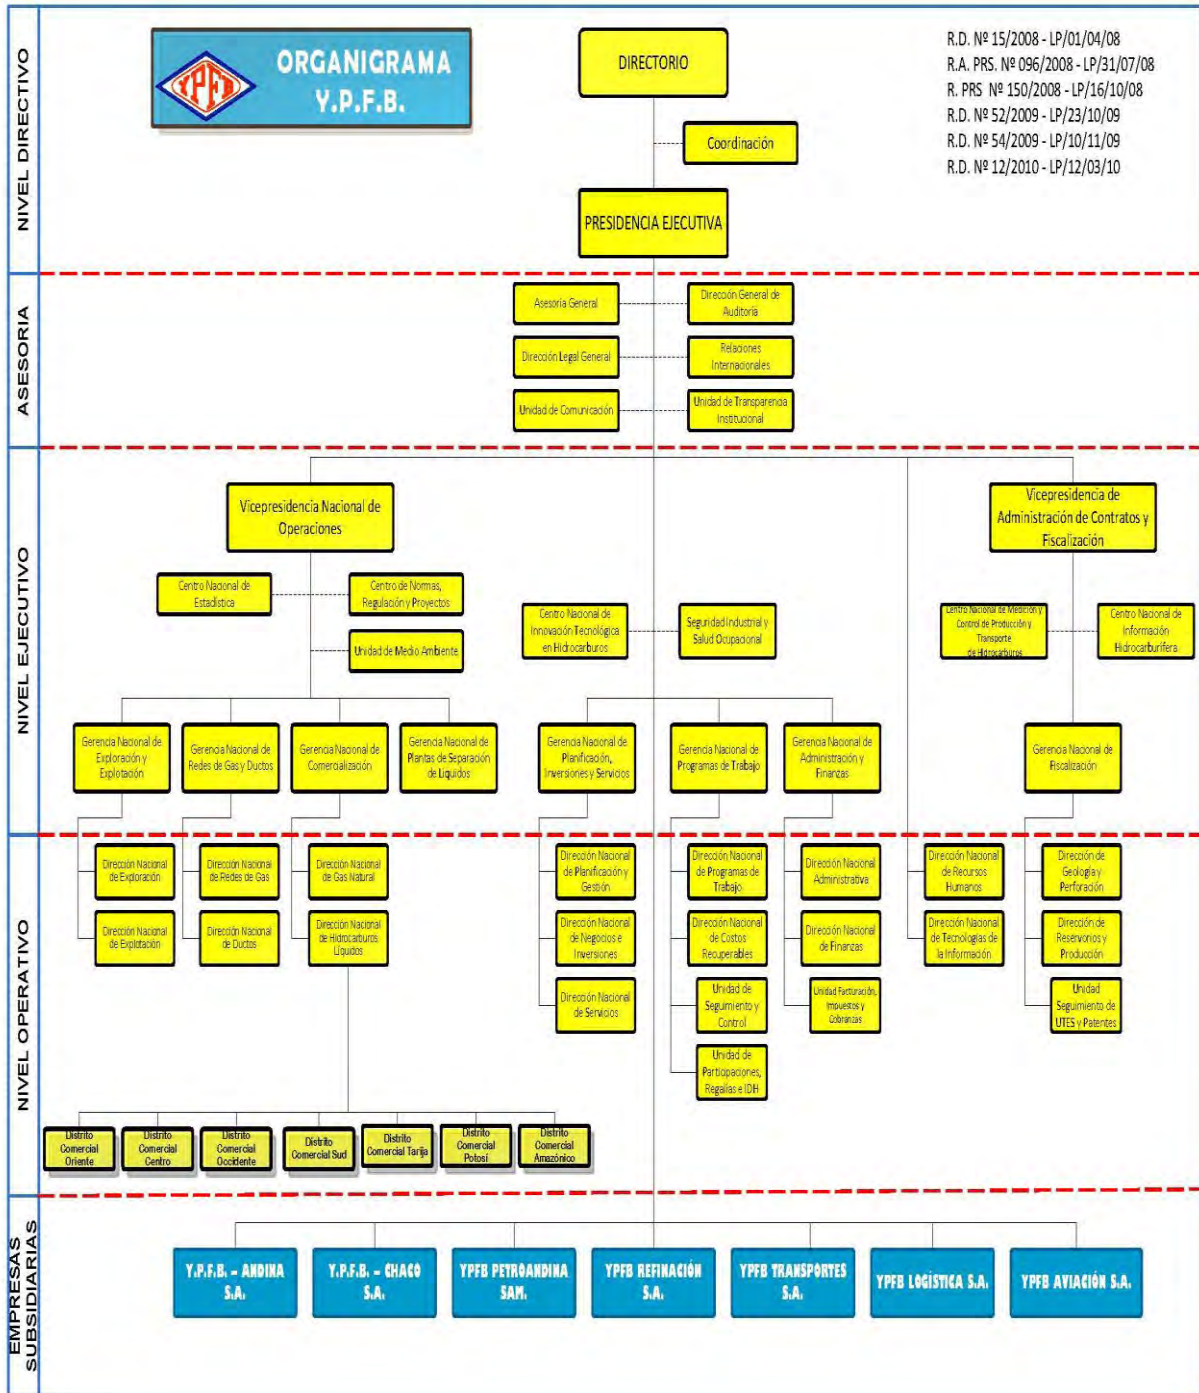 NIVEL DIRECTIVO
YPFB
ORGANIGRAMA
Y.P.F.B.
DIRECTORIO
Coordinación
PRESIDENCIA EJECUTIVA
R.D. Nº 15/2008 - LP/01/04/08
R.A. PRS. Nº 096/2008 - LP/31/07/08
R. PRS Nº 150/2008 - LP/16/10/08
R.D. Nº 52/2009 - LP/23/10/09
R.D. Nº 54/2009 - LP/10/11/09
R.D. Nº 12/2010 - LP/12/03/10
ASESORIA
Asesoría General
Dirección General de
Auditoría
Dirección Legal General
Relaciones
Internacionales
Unidad de Comunicación
Unidad de Transparencia
Institucional
NIVEL EJECUTIVO
Vicepresidencia Nacional de
Operaciones
Vicepresidencia de
Administración de Contratos y
Fiscalización
Centro Nacional de
Estadística
Centro de Normas,
Regulación y Proyectos
Unidad de Medio Ambiente
Centro Nacional de
Innovación Tecnológica
en Hidrocarburos
Seguridad Industrial y
Salud Ocupacional
Centro Nacional de Medición y
Control de Producción y
Transporte
de Hidrocarburos
Centro Nacional de
Información
Hidrocarburífera
Gerencia Nacional de
Exploración y
Explotación
Gerencia Nacional de
Redes de Gas y Ductos
Gerencia Nacional de
Comercialización
Gerencia Nacional de
Plantas de Separación
de Líquidos
Gerencia Nacional de
Planificación,
Inversiones y Servicios
Gerencia Nacional de
Programas de Trabajo
Gerencia Nacional de
Administración y
Finanzas
Gerencia Nacional de
Fiscalización
NIVEL OPERATIVO
Dirección Nacional
de Exploración
Dirección Nacional
de Redes de Gas
Dirección Nacional
de Gas Natural
Dirección Nacional
de Planificación y
Gestión
Dirección Nacional
de Programas de
Trabajo
Dirección Nacional
Administrativa
Dirección Nacional
de Recursos
Humanos
Dirección de
Geología y
Perforación
Dirección Nacional
de Explotación
Dirección Nacional
de Ductos
Dirección Nacional
de Hidrocarburos
Líquidos
Dirección Nacional
de Negocios e
Inversiones
Dirección Nacional
de Costos
Recuperables
Dirección Nacional
de Finanzas
Dirección Nacional
de Tecnologías de
la Información
Dirección de
Reservorios y
Producción
Dirección Nacional
de Servicios
Unidad de
Seguimiento y
Control
Unidad Facturación,
Impuestos y
Cobranzas
Unidad
Seguimiento de
UTES y Patentes
Unidad de
Participaciones,
Regalías e IDH
Distrito
Comercial
Oriente
Distrito
Comercial
Centro
Distrito
Comercial
Occidente
Distrito
Comercial Sud
Distrito
Comercial Tarija
Distrito
Comercial
Potosí
Distrito
Comercial
Amazónico
EMPRESAS
SUBSIDIARIAS
Y.P.F.B. – ANDINA
S.A.
Y.P.F.B. – CHACO
S.A.
YPFB PETROANDINA
SAM.
YPFB REFINACIÓN
S.A.
YPFB TRANSPORTES
S.A.
YPFB LOGÍSTICA S.A.
YPFB AVIACIÓN S.A.